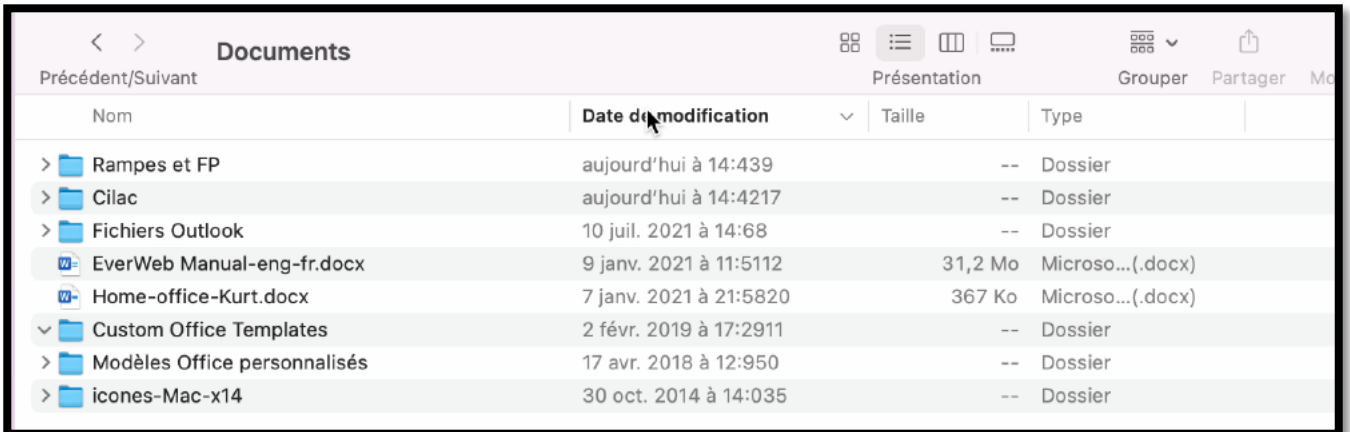 Documents
Précédent/Suivant Présentation Grouper Partager
Nom Date de modification Taille Type
Rampes et FP aujourd'hui à 14:439 -- Dossier
Cilac aujourd'hui à 14:4217 -- Dossier
Fichiers Outlook 10 juil. 2021 à 14:68 -- Dossier
EverWeb Manual-eng-fr.docx 9 janv. 2021 à 11:5112 31,2 Mo Microso...(.docx)
Home-office-Kurt.docx 7 janv. 2021 à 21:5820 367 Ko Microso...(.docx)
Custom Office Templates 2 févr. 2019 à 17:2911 -- Dossier
Modèles Office personnalisés 17 avr. 2018 à 12:950 -- Dossier
icones-Mac-x14 30 oct. 2014 à 14:035 -- Dossier